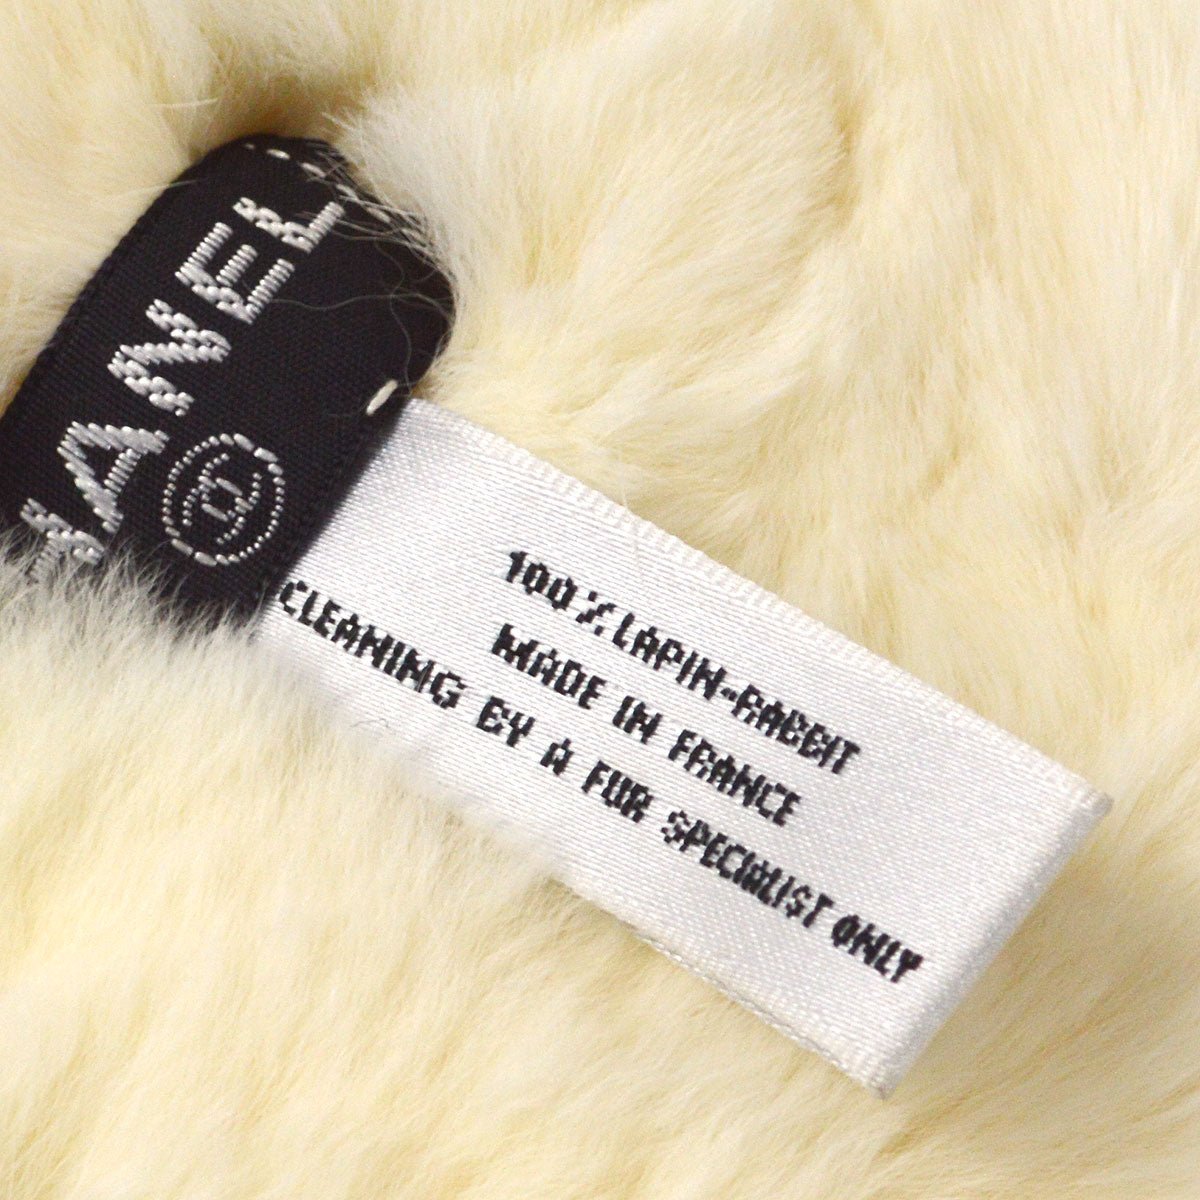 HANEL
100% LAPIN-RABBIT
MADE IN FRANCE
CLEANING BY A FUR SPECIALIST ONLY